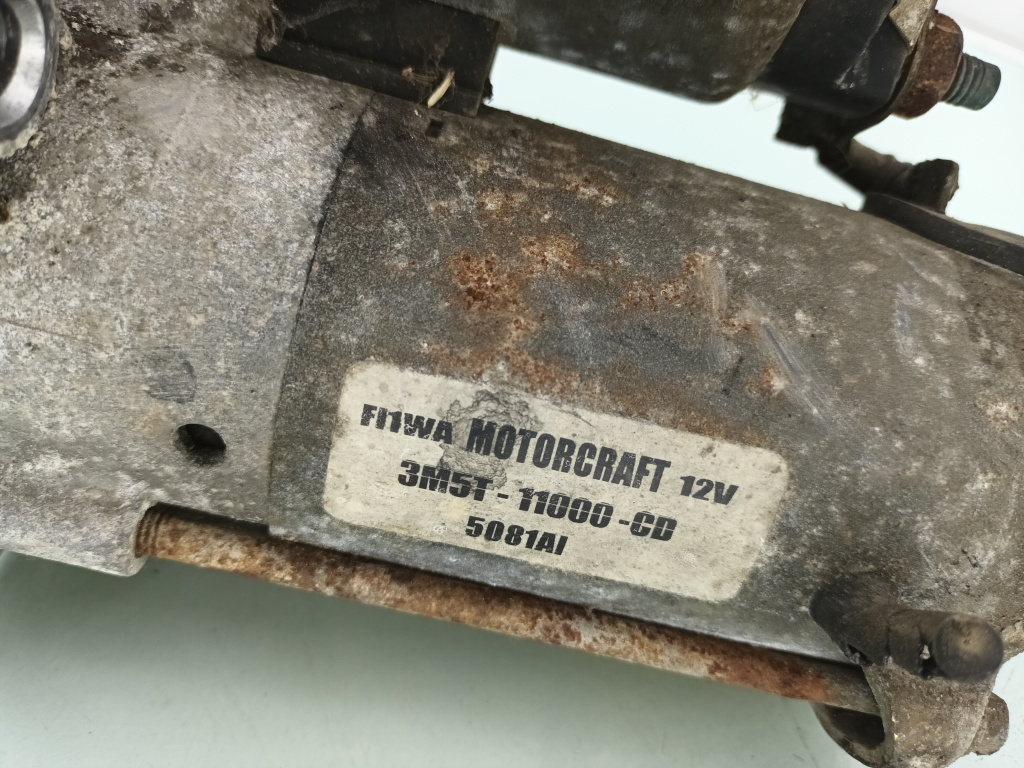 FI1WA MOTORCRAFT 12V
3M5T - 11000 -CD
5081AI